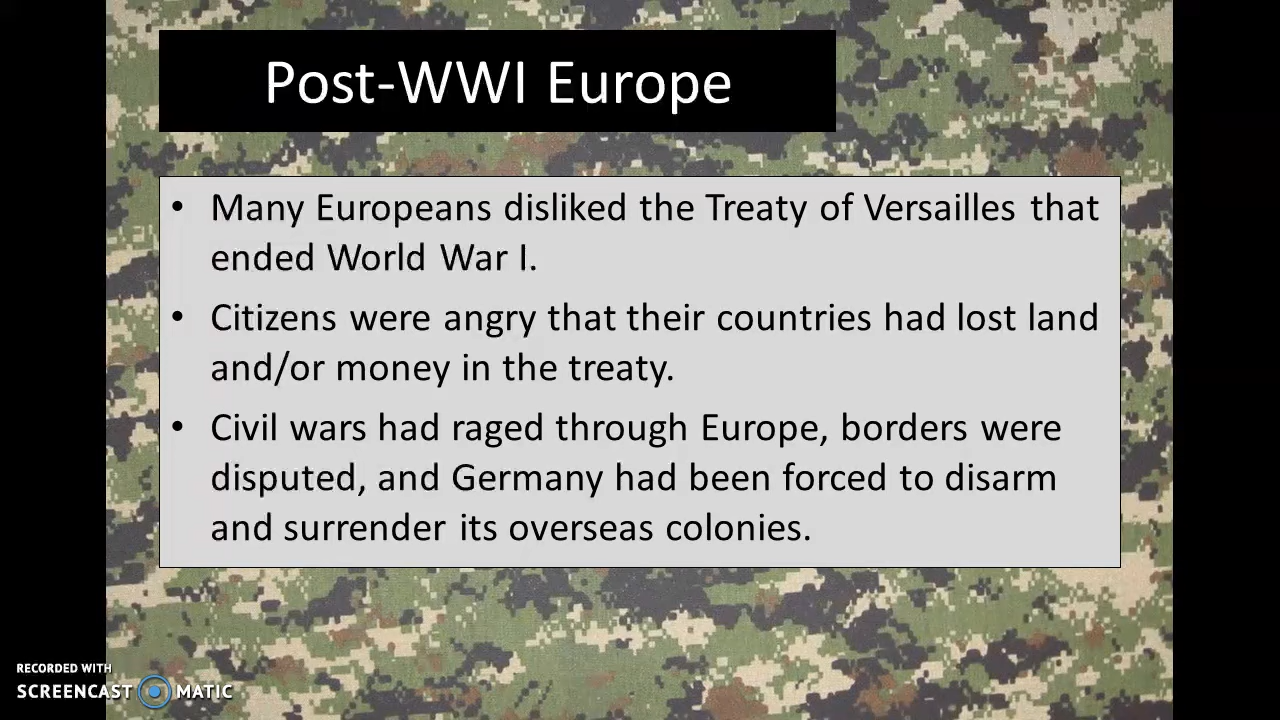 Post-WWI Europe
• Many Europeans disliked the Treaty of Versailles that
ended World War I.
• Citizens were angry that their countries had lost land
and/or money in the treaty.
• Civil wars had raged through Europe, borders were
disputed, and Germany had been forced to disarm
and surrender its overseas colonies.
RECORDED WITH
SCREENCAST MATIC